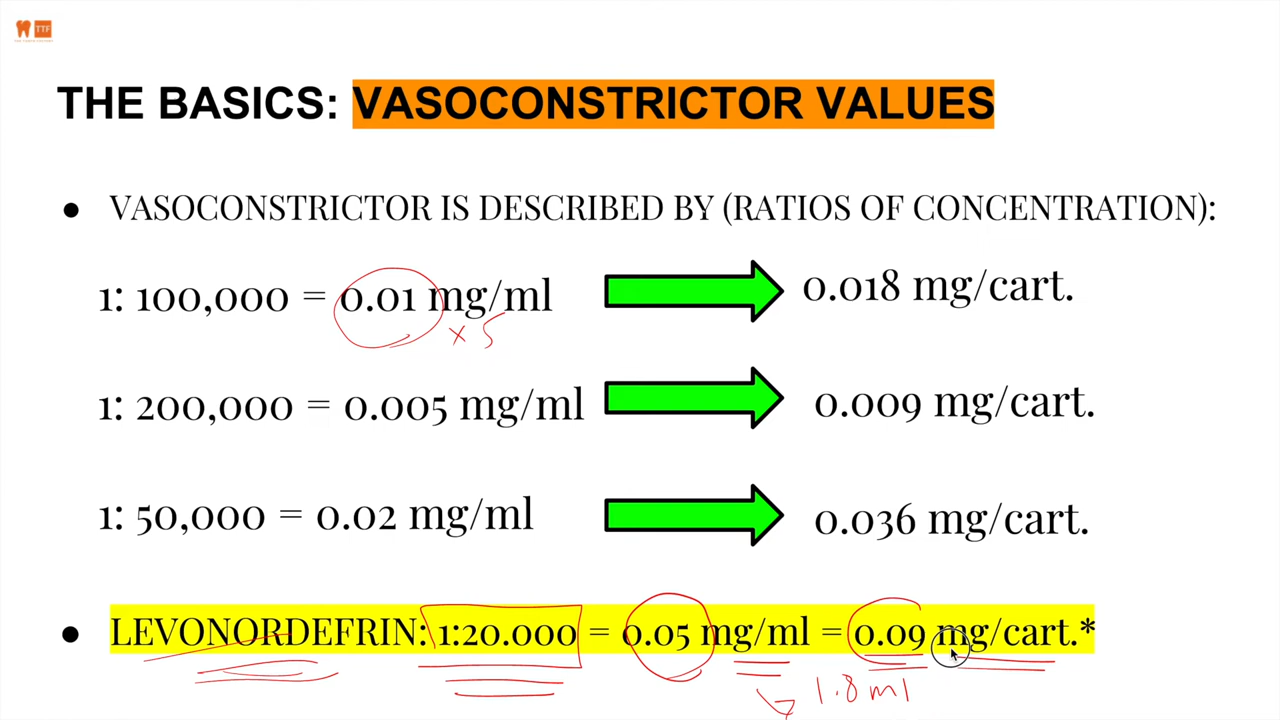 TTF
THE BASICS: VASOCONSTRICTOR VALUES
● VASOCONSTRICTOR IS DESCRIBED BY (RATIOS OF CONCENTRATION):
1: 100,000 = 0.01 mg/ml 0.018 mg/cart.
x 5
1: 200,000 = 0.005 mg/ml 0.009 mg/cart.
1: 50,000 = 0.02 mg/ml 0.036 mg/cart.
● LEVONORDEFRIN: 1:20.000 = 0.05 mg/ml = 0.09 mg/cart.*
1.8 ml